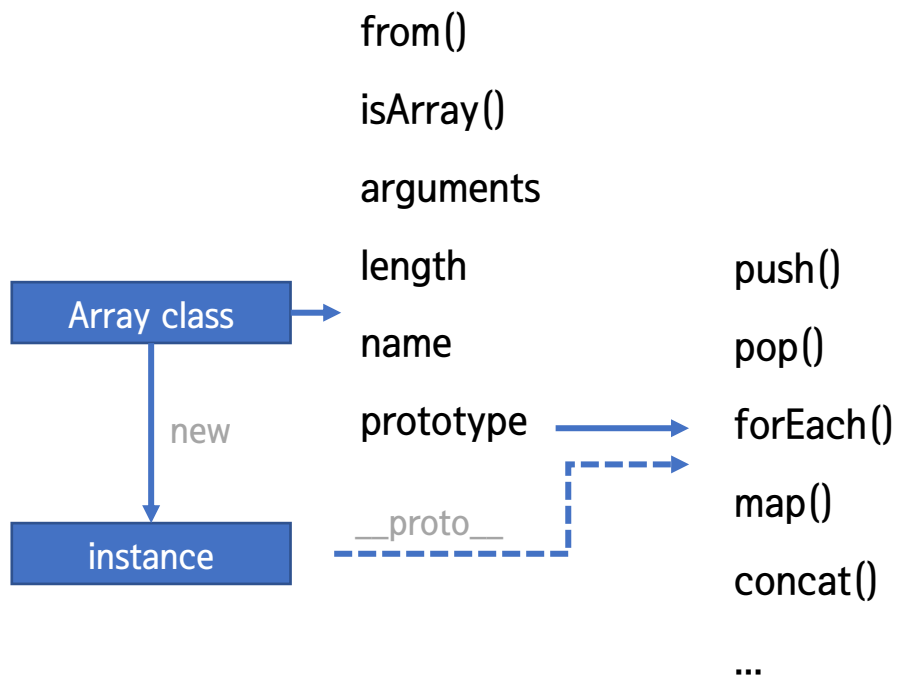 from()
isArray()
arguments
length
name
prototype
push()
pop()
forEach()
map()
concat()
...
Array class
new
instance
__proto__